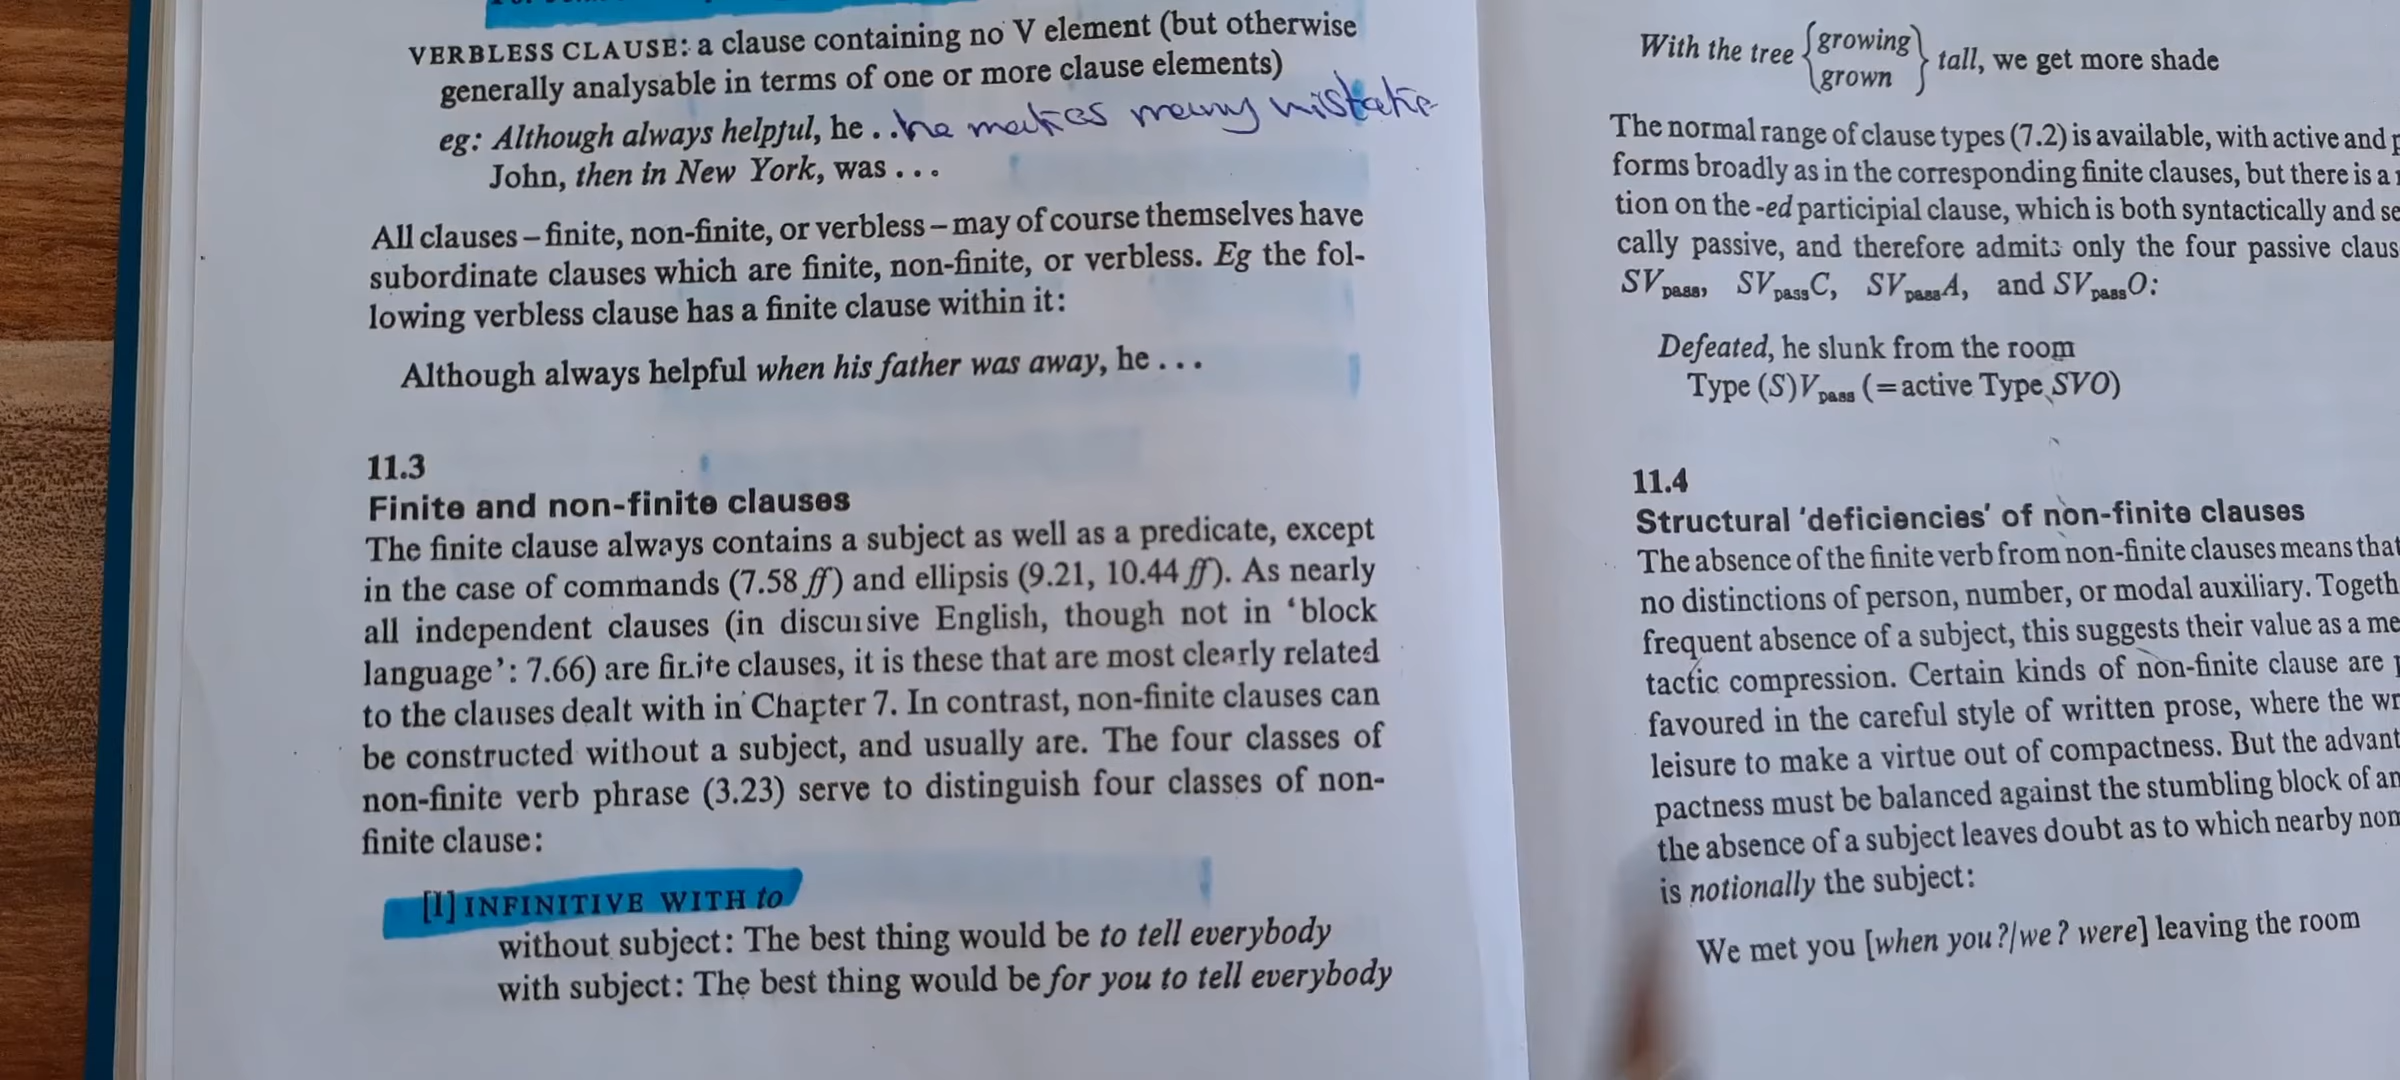 VERBLESS CLAUSE: a clause containing no V element (but otherwise
generally analysable in terms of one or more clause elements)
eg: Although always helpful, he . . he makes many mistake
John, then in New York, was . . .
All clauses – finite, non-finite, or verbless – may of course themselves have
subordinate clauses which are finite, non-finite, or verbless. Eg the fol-
lowing verbless clause has a finite clause within it:
Although always helpful when his father was away, he . . .
11.3
Finite and non-finite clauses
The finite clause always contains a subject as well as a predicate, except
in the case of commands (7.58 ff) and ellipsis (9.21, 10.44 ff). As nearly
all independent clauses (in discursive English, though not in ‘block
language’: 7.66) are finite clauses, it is these that are most clearly related
to the clauses dealt with in Chapter 7. In contrast, non-finite clauses can
be constructed without a subject, and usually are. The four classes of
non-finite verb phrase (3.23) serve to distinguish four classes of non-
finite clause:
[1] INFINITIVE WITH to
without subject: The best thing would be to tell everybody
with subject: The best thing would be for you to tell everybody
With the tree {growing
grown} tall, we get more shade
The normal range of clause types (7.2) is available, with active and
forms broadly as in the corresponding finite clauses, but there is a
tion on the -ed participial clause, which is both syntactically and se
cally passive, and therefore admits only the four passive claus
SVpass, SVpassC, SVpassA, and SVpassO:
Defeated, he slunk from the room
Type (S)Vpass (=active Type SVO)
11.4
Structural ‘deficiencies’ of non-finite clauses
The absence of the finite verb from non-finite clauses means that
no distinctions of person, number, or modal auxiliary. Togeth
frequent absence of a subject, this suggests their value as a me
tactic compression. Certain kinds of non-finite clause are
favoured in the careful style of written prose, where the wr
leisure to make a virtue out of compactness. But the advant
pactness must be balanced against the stumbling block of am
the absence of a subject leaves doubt as to which nearby nom
is notionally the subject:
We met you [when you?/we? were] leaving the room